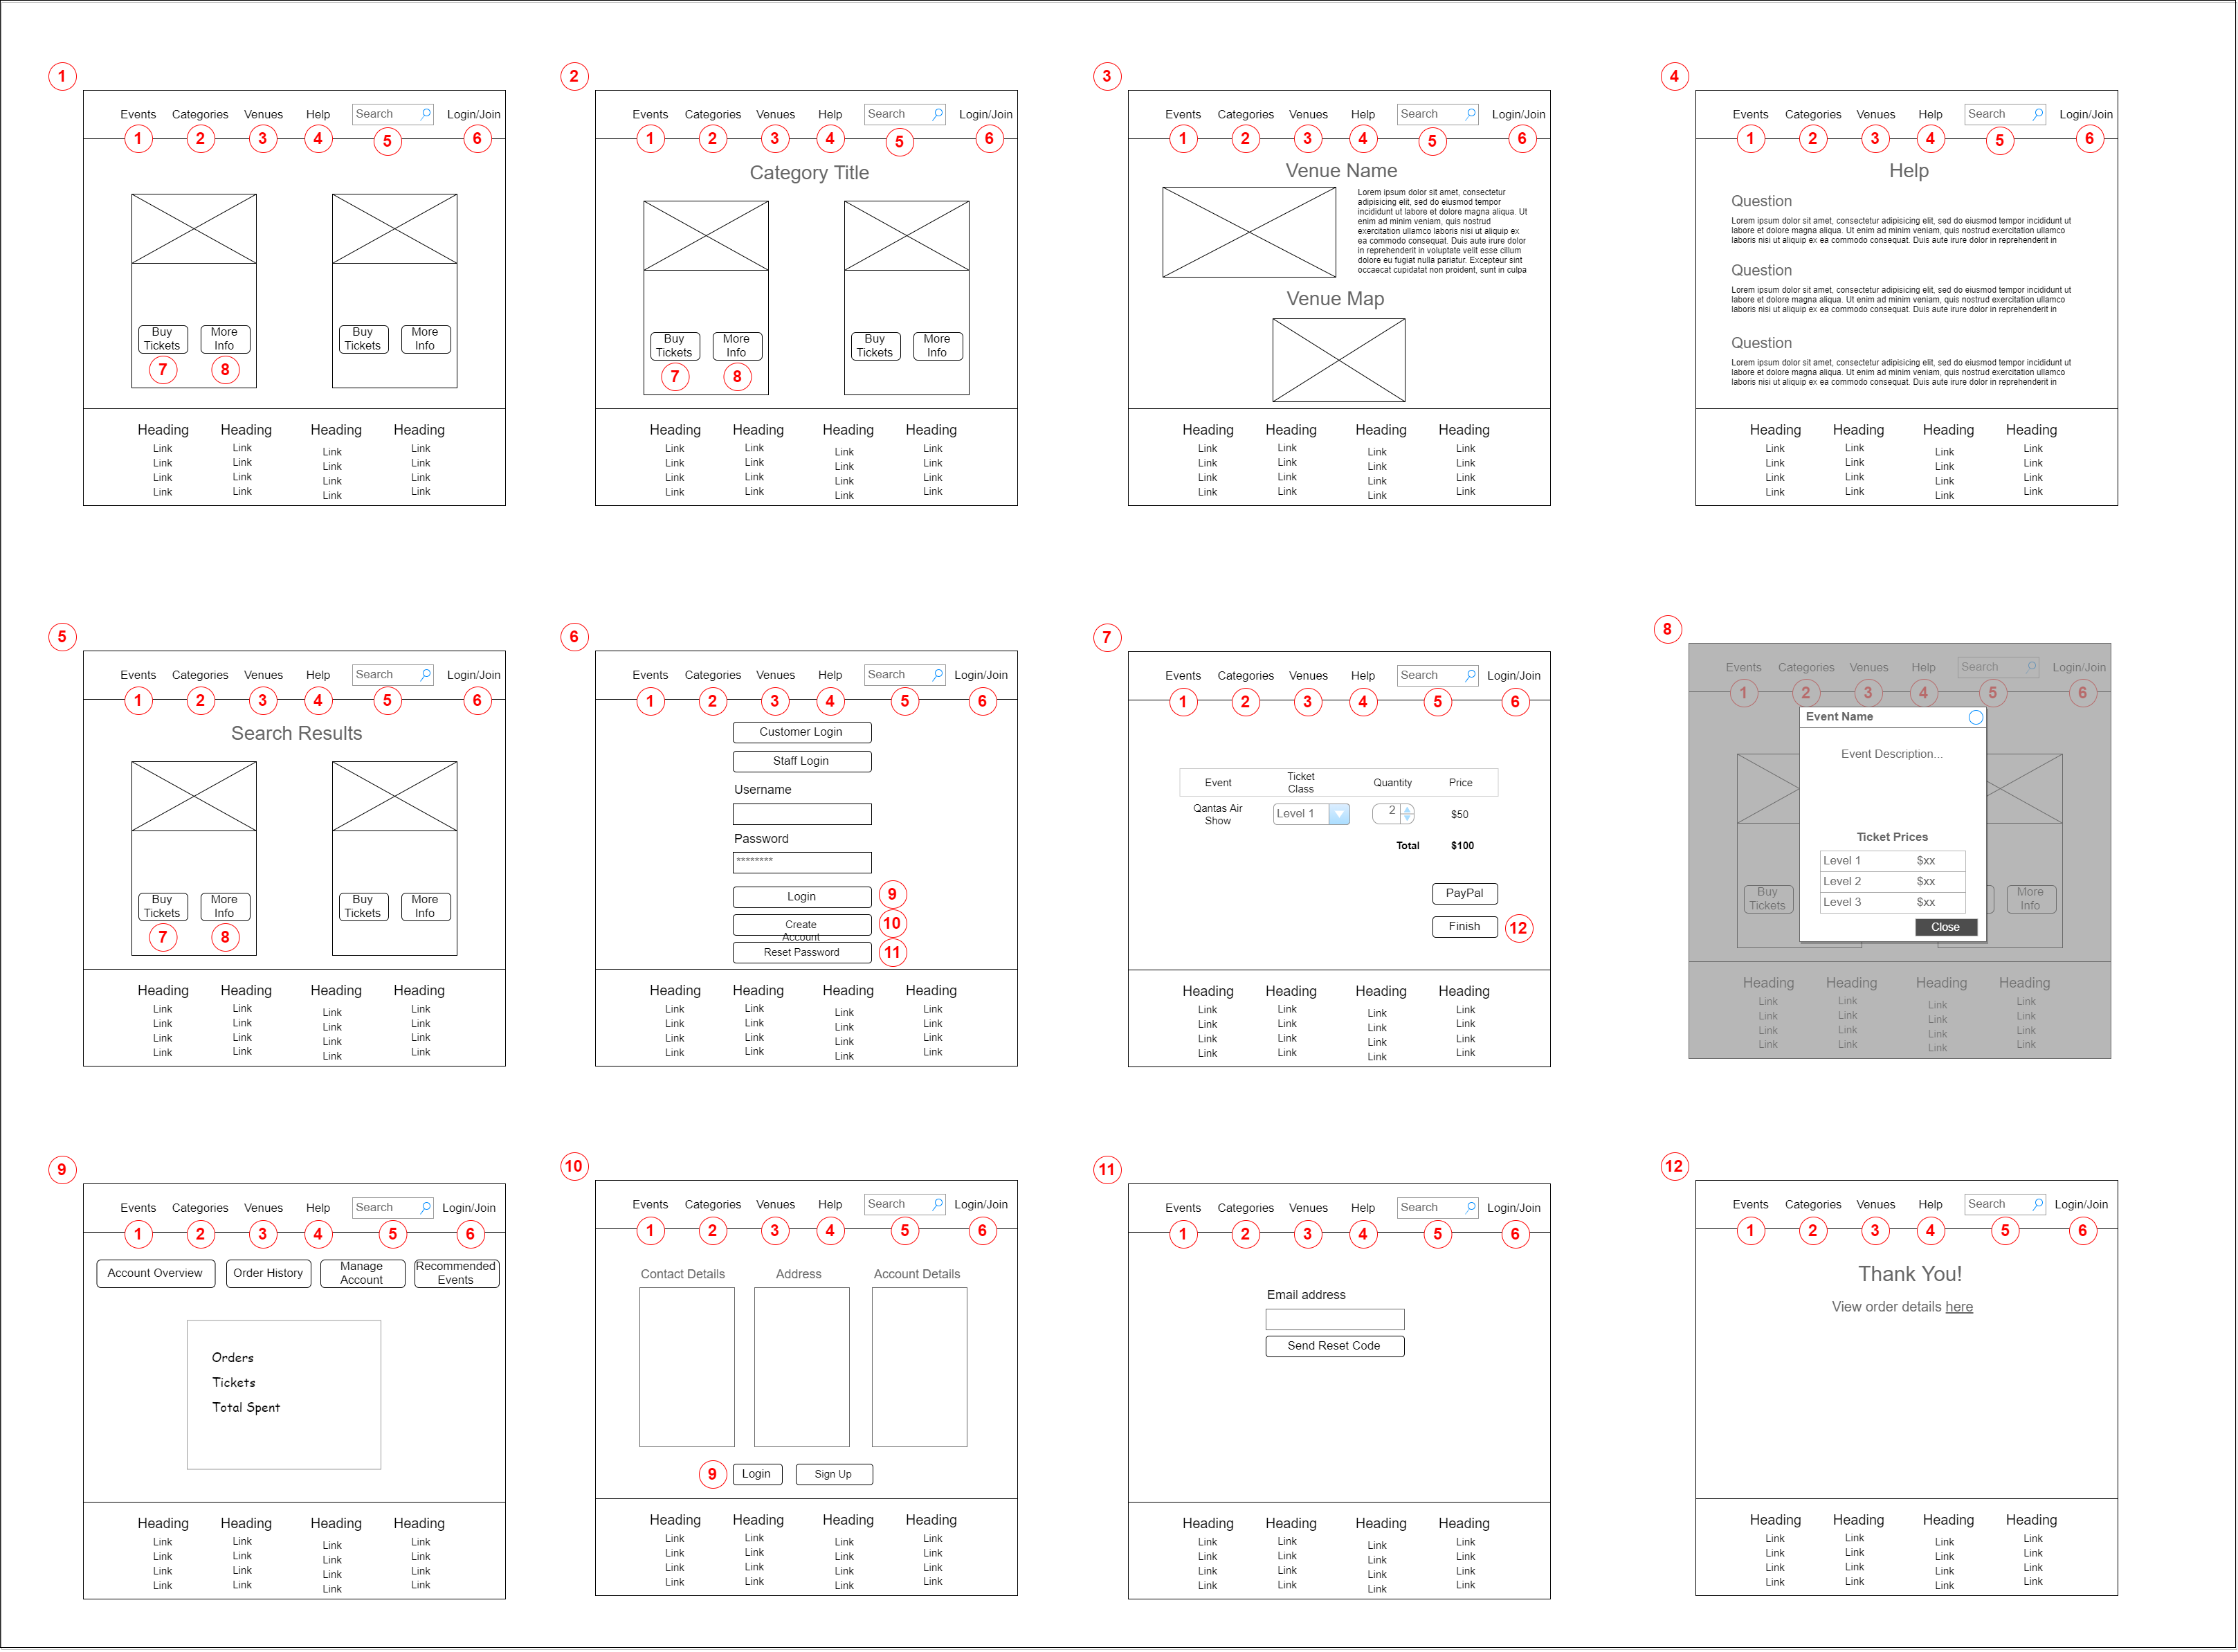 1
Events Categories Venues Help Search Login/Join
1 2 3 4 5 6
Buy More Buy More
Tickets Info Tickets Info
7 8
Heading Heading Heading Heading
Link Link Link Link
Link Link Link Link
Link Link Link Link
Link Link Link Link
2
Events Categories Venues Help Search Login/Join
1 2 3 4 5 6
Category Title
Buy More Buy More
Tickets Info Tickets Info
7 8
Heading Heading Heading Heading
Link Link Link Link
Link Link Link Link
Link Link Link Link
Link Link Link Link
3
Events Categories Venues Help Search Login/Join
1 2 3 4 5 6
Venue Name
Lorem ipsum dolor sit amet, consectetur
adipisicing elit, sed do eiusmod tempor
incididunt ut labore et dolore magna aliqua. Ut
enim ad minim veniam, quis nostrud
exercitation ullamco laboris nisi ut aliquip ex
ea commodo consequat. Duis aute irure dolor
in reprehenderit in voluptate velit esse cillum
dolore eu fugiat nulla pariatur. Excepteur sint
occaecat cupidatat non proident, sunt in culpa
Venue Map
Heading Heading Heading Heading
Link Link Link Link
Link Link Link Link
Link Link Link Link
Link Link Link Link
4
Events Categories Venues Help Search Login/Join
1 2 3 4 5 6
Help
Question
Lorem ipsum dolor sit amet, consectetur adipisicing elit, sed do eiusmod tempor incididunt ut
labore et dolore magna aliqua. Ut enim ad minim veniam, quis nostrud exercitation ullamco
laboris nisi ut aliquip ex ea commodo consequat. Duis aute irure dolor in reprehenderit in
Question
Lorem ipsum dolor sit amet, consectetur adipisicing elit, sed do eiusmod tempor incididunt ut
labore et dolore magna aliqua. Ut enim ad minim veniam, quis nostrud exercitation ullamco
laboris nisi ut aliquip ex ea commodo consequat. Duis aute irure dolor in reprehenderit in
Question
Lorem ipsum dolor sit amet, consectetur adipisicing elit, sed do eiusmod tempor incididunt ut
labore et dolore magna aliqua. Ut enim ad minim veniam, quis nostrud exercitation ullamco
laboris nisi ut aliquip ex ea commodo consequat. Duis aute irure dolor in reprehenderit in
Heading Heading Heading Heading
Link Link Link Link
Link Link Link Link
Link Link Link Link
Link Link Link Link
5
Events Categories Venues Help Search Login/Join
1 2 3 4 5 6
Search Results
Buy More Buy More
Tickets Info Tickets Info
7 8
Heading Heading Heading Heading
Link Link Link Link
Link Link Link Link
Link Link Link Link
Link Link Link Link
6
Events Categories Venues Help Search Login/Join
1 2 3 4 5 6
Customer Login
Staff Login
Username
Password
********
Login 9
Create 10
Account
Reset Password 11
Heading Heading Heading Heading
Link Link Link Link
Link Link Link Link
Link Link Link Link
Link Link Link Link
7
Events Categories Venues Help Search Login/Join
1 2 3 4 5 6
Event Ticket Class Quantity Price
Qantas Air Show Level 1 2 $50
Total $100
PayPal
Finish 12
Heading Heading Heading Heading
Link Link Link Link
Link Link Link Link
Link Link Link Link
Link Link Link Link
8
Events Categories Venues Help Search Login/Join
1 2 3 4 5 6
Event Name
Event Description...
Ticket Prices
Level 1 $xx
Level 2 $xx
Level 3 $xx
Buy More
Tickets Info
Close
Heading Heading Heading Heading
Link Link Link Link
Link Link Link Link
Link Link Link Link
Link Link Link Link
9
Events Categories Venues Help Search Login/Join
1 2 3 4 5 6
Account Overview Order History Manage Account Recommended Events
Orders
Tickets
Total Spent
Heading Heading Heading Heading
Link Link Link Link
Link Link Link Link
Link Link Link Link
Link Link Link Link
10
Events Categories Venues Help Search Login/Join
1 2 3 4 5 6
Contact Details Address Account Details
9 Login Sign Up
Heading Heading Heading Heading
Link Link Link Link
Link Link Link Link
Link Link Link Link
Link Link Link Link
11
Events Categories Venues Help Search Login/Join
1 2 3 4 5 6
Email address
Send Reset Code
Heading Heading Heading Heading
Link Link Link Link
Link Link Link Link
Link Link Link Link
Link Link Link Link
12
Events Categories Venues Help Search Login/Join
1 2 3 4 5 6
Thank You!
View order details here
Heading Heading Heading Heading
Link Link Link Link
Link Link Link Link
Link Link Link Link
Link Link Link Link